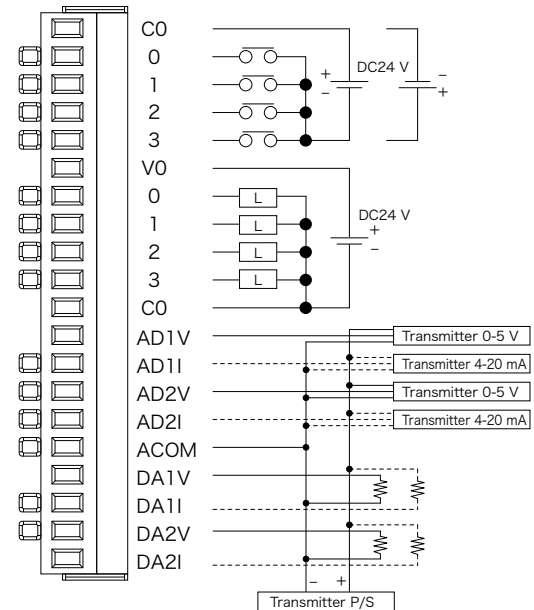 C0
0
1
2
3
V0
0
1
2
3
C0
AD1V
AD1I
AD2V
AD2I
ACOM
DA1V
DA1I
DA2V
DA2I
+
−
DC24 V
−
+
L
L
L
L
DC24 V
+
−
Transmitter 0-5 V
Transmitter 4-20 mA
Transmitter 0-5 V
Transmitter 4-20 mA
− +
Transmitter P/S